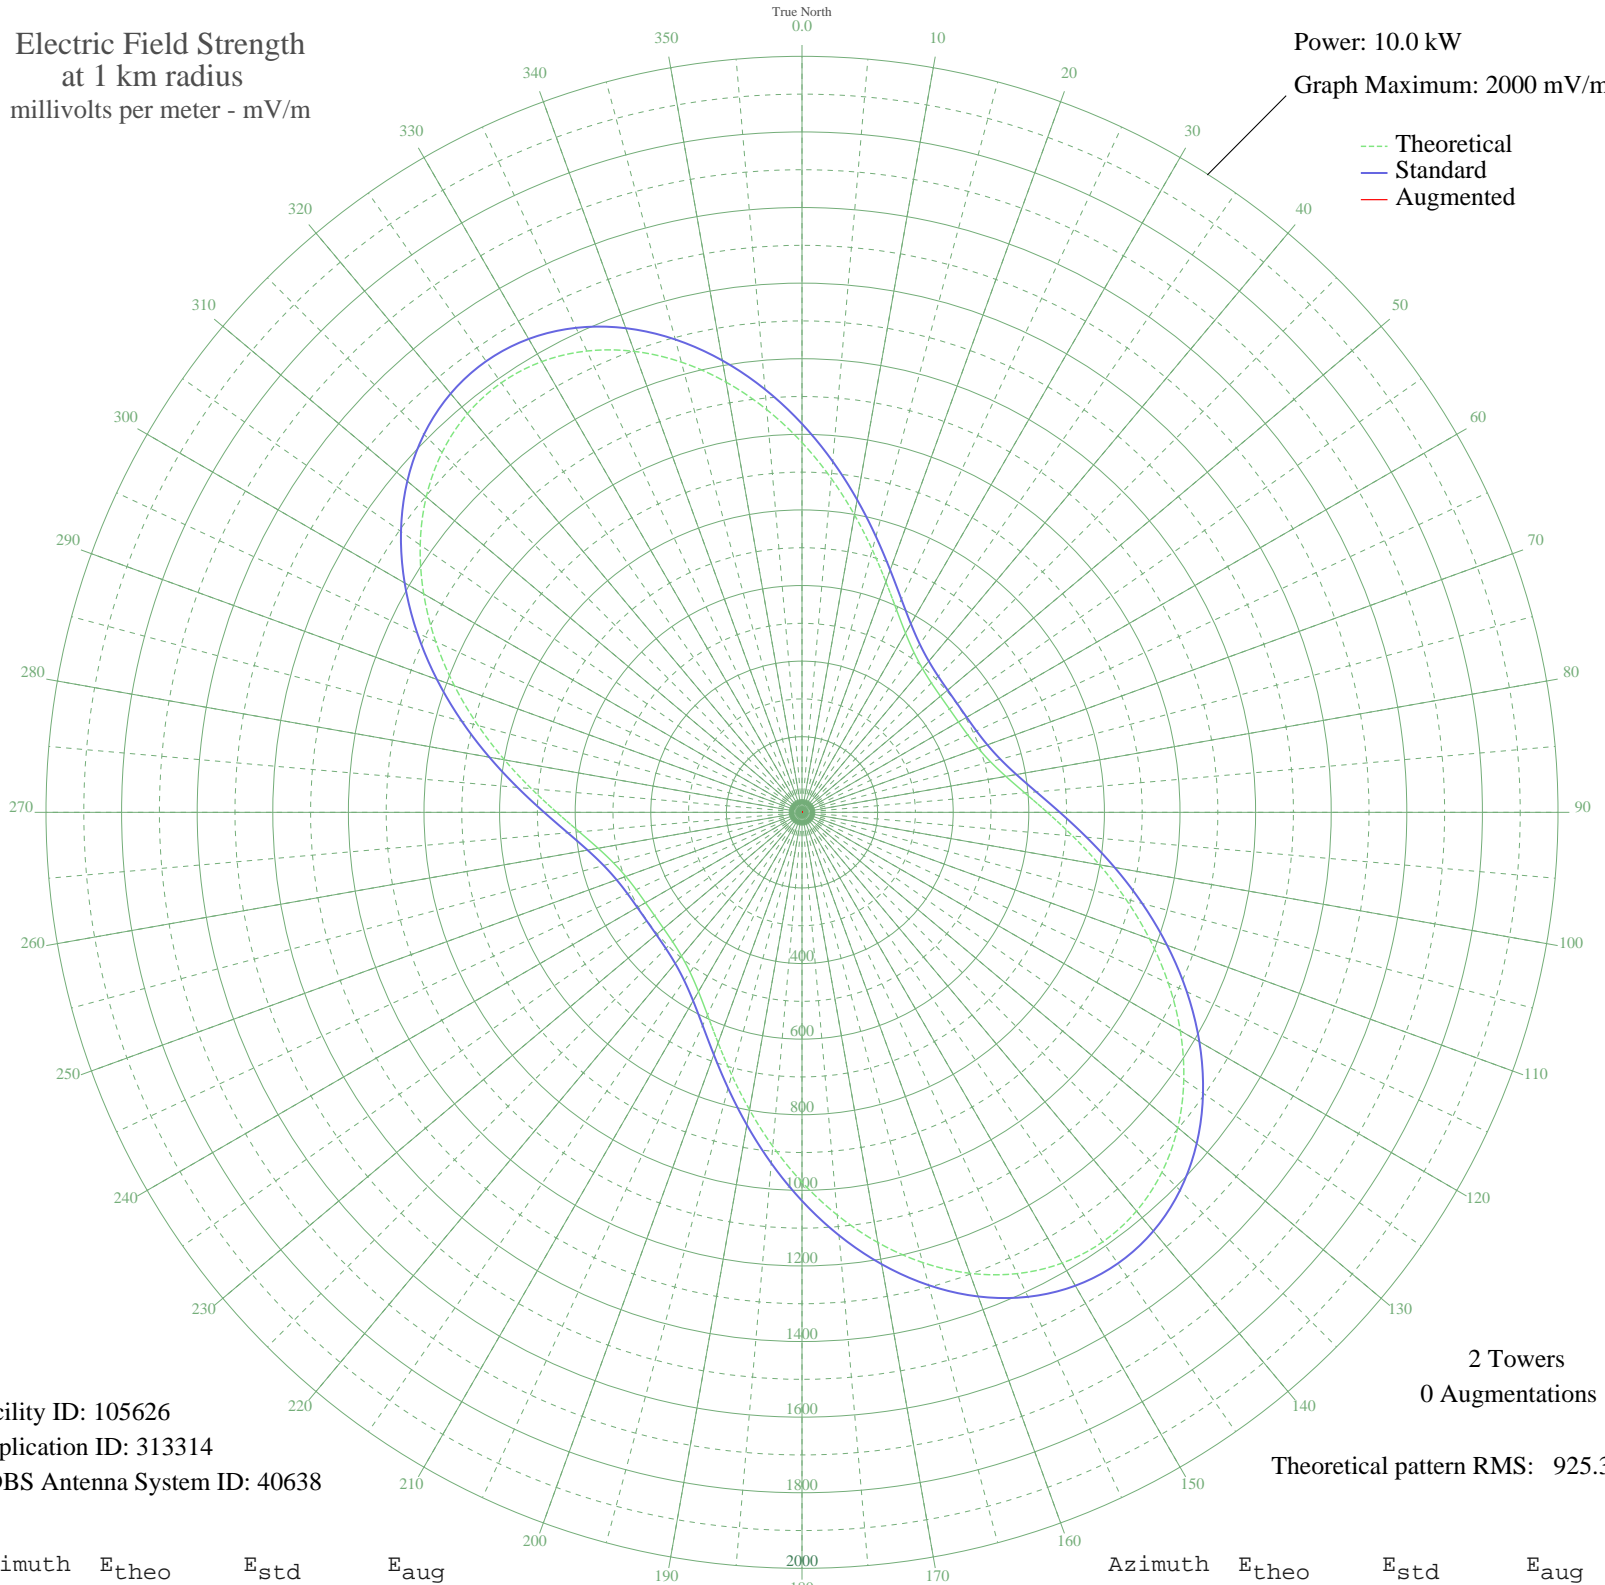 Electric Field Strength
at 1 km radius
millivolts per meter - mV/m
True North
0.0
10
20
30
40
50
60
70
80
90
100
110
120
130
140
150
160
170
190
200
210
220
230
240
250
260
270
280
290
300
310
320
330
340
350
Power: 10.0 kW
Graph Maximum: 2000 mV/m
Theoretical
Standard
Augmented
400
600
800
1000
1200
1400
1600
1800
2000
2 Towers
0 Augmentations
Theoretical pattern RMS: 925.3
cility ID: 105626
plication ID: 313314
DBS Antenna System ID: 40638
imuth Etheo Estd Eaug
Azimuth Etheo Estd Eaug